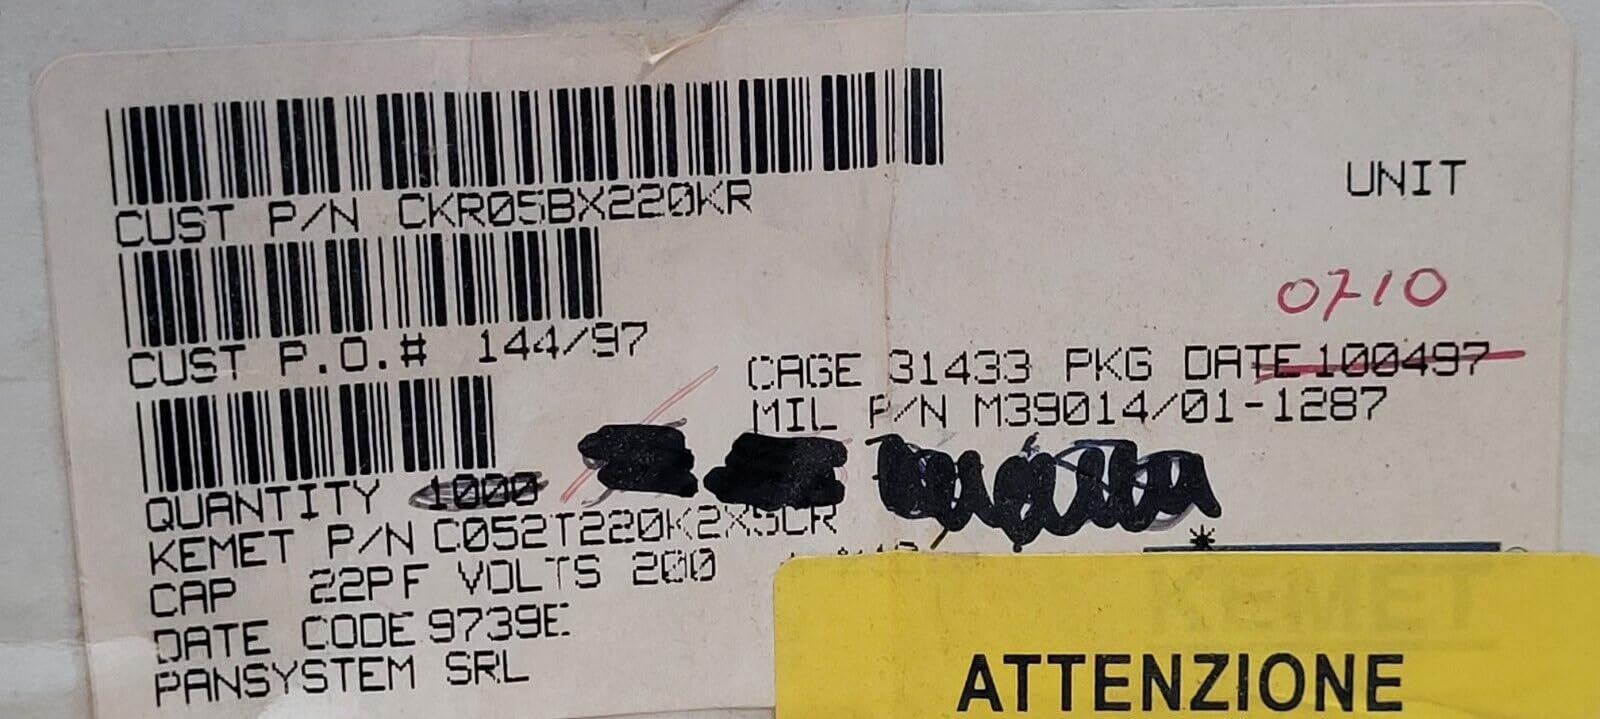 CUST P/N CKR05BX220KR
UNIT
0710
CUST P.O.# 144/97
CAGE 31433 PKG DATE 100497
MIL P/N M39014/01-1287
QUANTITY 1000
KEMET P/N C052T220K2X5CR
CAP 22PF VOLTS 200
DATE CODE 9739E
PANSYSTEM SRL
KEMET
ATTENZIONE